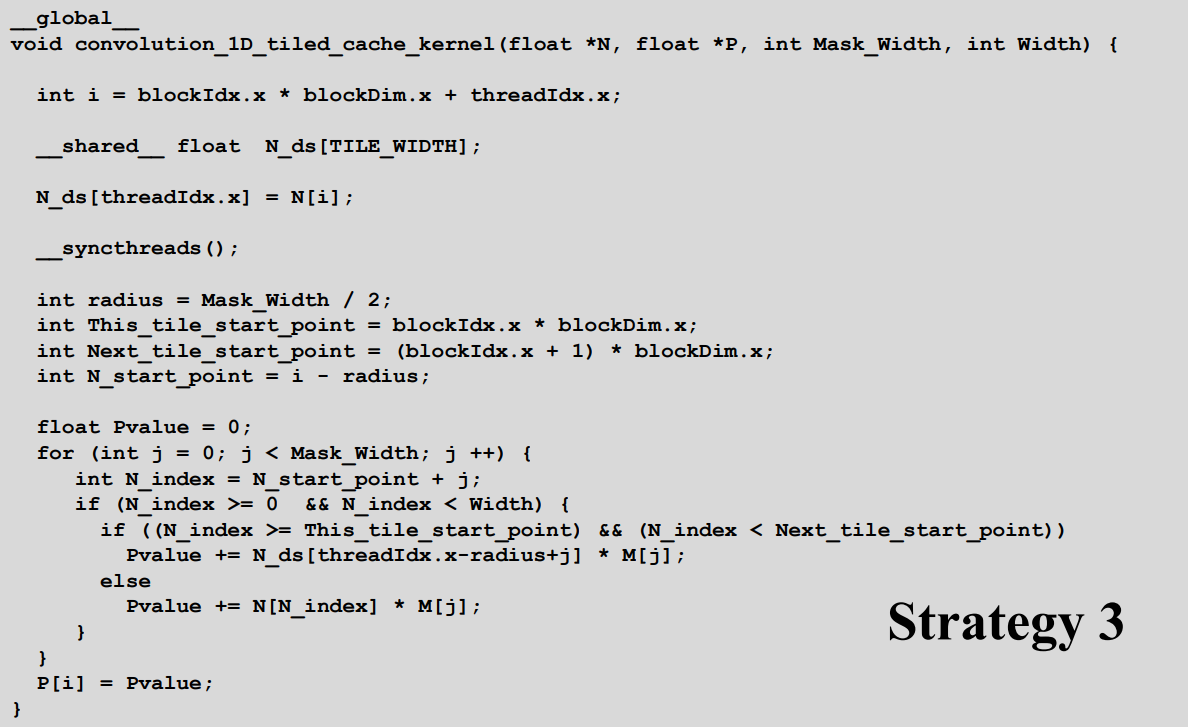 __global__
void convolution_1D_tiled_cache_kernel(float *N, float *P, int Mask_Width, int Width) {
int i = blockIdx.x * blockDim.x + threadIdx.x;
__shared__ float  N_ds[TILE_WIDTH];
N_ds[threadIdx.x] = N[i];
__syncthreads();
int radius = Mask_Width / 2;
int This_tile_start_point = blockIdx.x * blockDim.x;
int Next_tile_start_point = (blockIdx.x + 1) * blockDim.x;
int N_start_point = i - radius;
float Pvalue = 0;
for (int j = 0; j < Mask_Width; j ++) {
int N_index = N_start_point + j;
if (N_index >= 0  && N_index < Width) {
if ((N_index >= This_tile_start_point) && (N_index < Next_tile_start_point))
Pvalue += N_ds[threadIdx.x-radius+j] * M[j];
else
Pvalue += N[N_index] * M[j];
}
}
P[i] = Pvalue;
}
Strategy 3